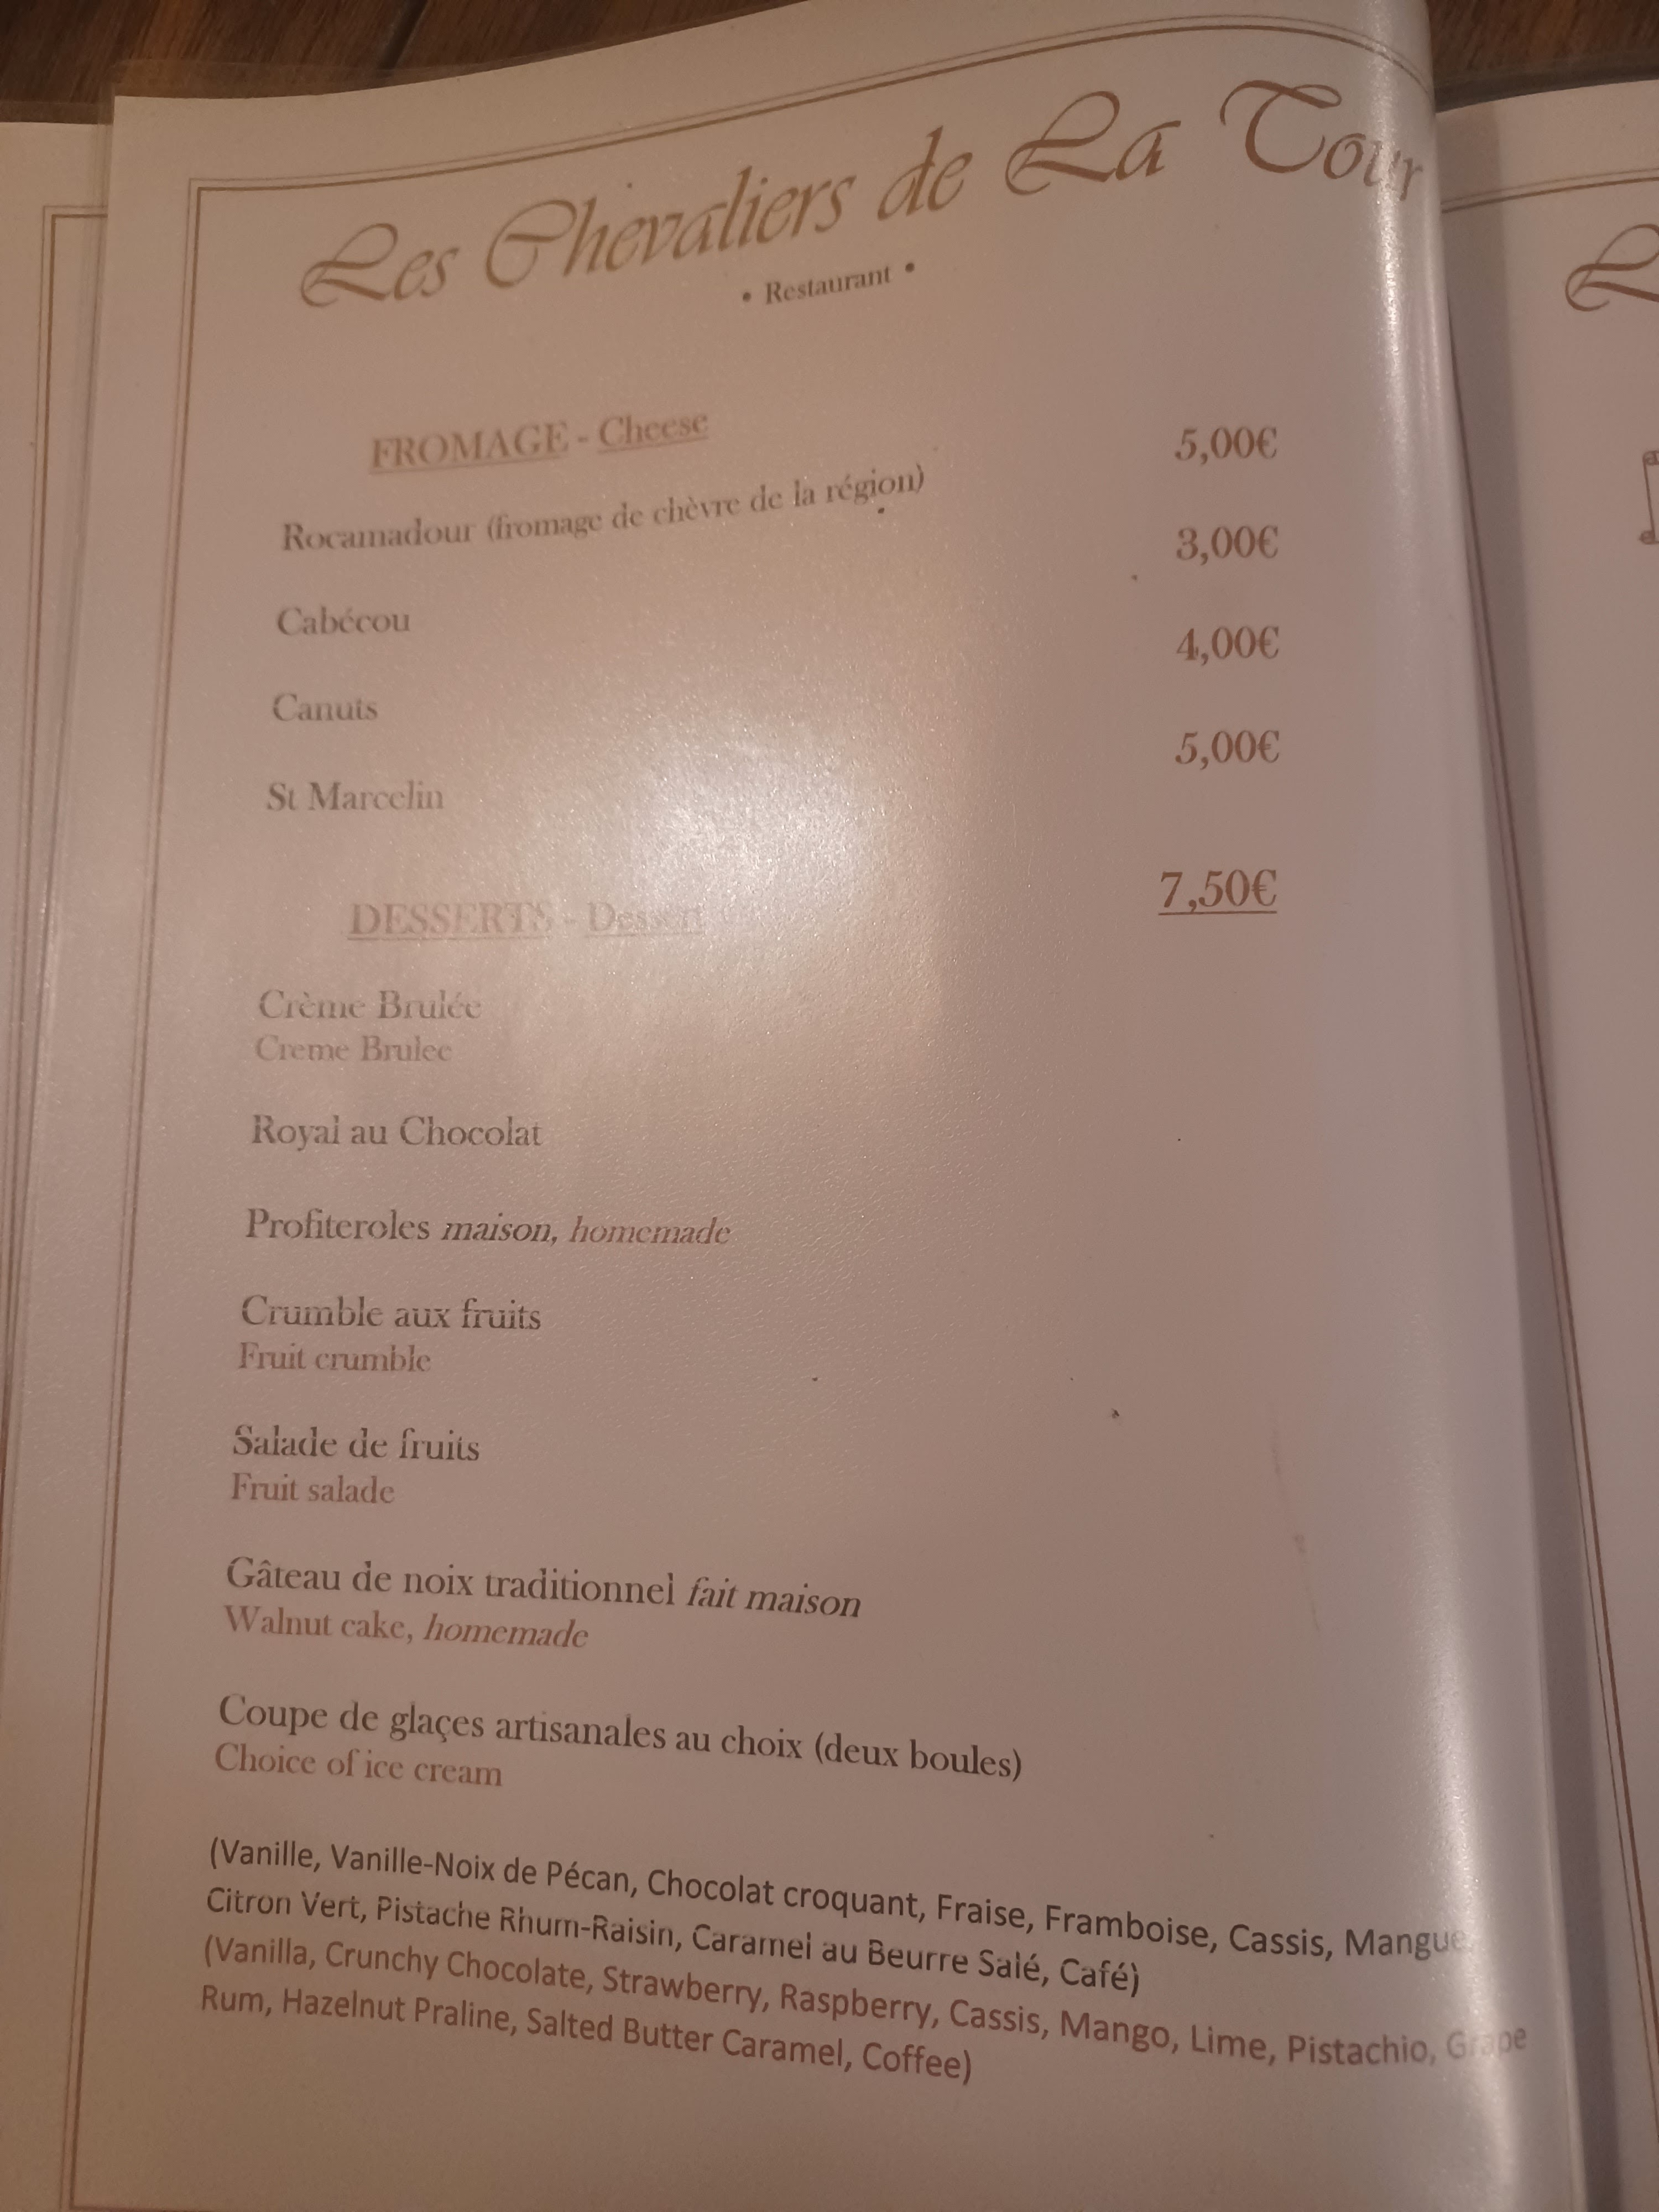 Les Chevaliers de La Tour
• Restaurant •
FROMAGE - Cheese
Rocamadour (fromage de chèvre de la région) 5,00€
Cabécou 3,00€
Canuts 4,00€
St Marcelin 5,00€
DESSERTS - Dessert 7,50€
Crème Brulée
Creme Brulee
Royal au Chocolat
Profiteroles maison, homemade
Crumble aux fruits
Fruit crumble
Salade de fruits
Fruit salade
Gâteau de noix traditionnel fait maison
Walnut cake, homemade
Coupe de glaçes artisanales au choix (deux boules)
Choice of ice cream
(Vanille, Vanille-Noix de Pécan, Chocolat croquant, Fraise, Framboise, Cassis, Mangue,
Citron Vert, Pistache Rhum-Raisin, Caramel au Beurre Salé, Café)
(Vanilla, Crunchy Chocolate, Strawberry, Raspberry, Cassis, Mango, Lime, Pistachio, Grape
Rum, Hazelnut Praline, Salted Butter Caramel, Coffee)